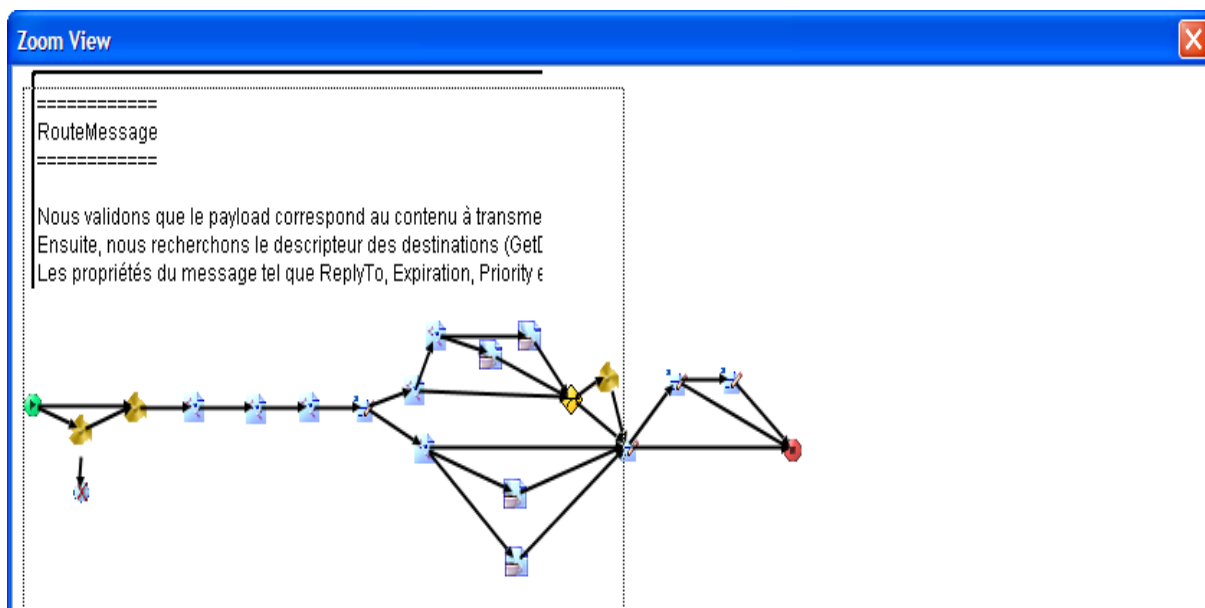 Zoom View
============
RouteMessage
============
Nous validons que le payload correspond au contenu à transme
Ensuite, nous recherchons le descripteur des destinations (GetD
Les propriétés du message tel que ReplyTo, Expiration, Priority e